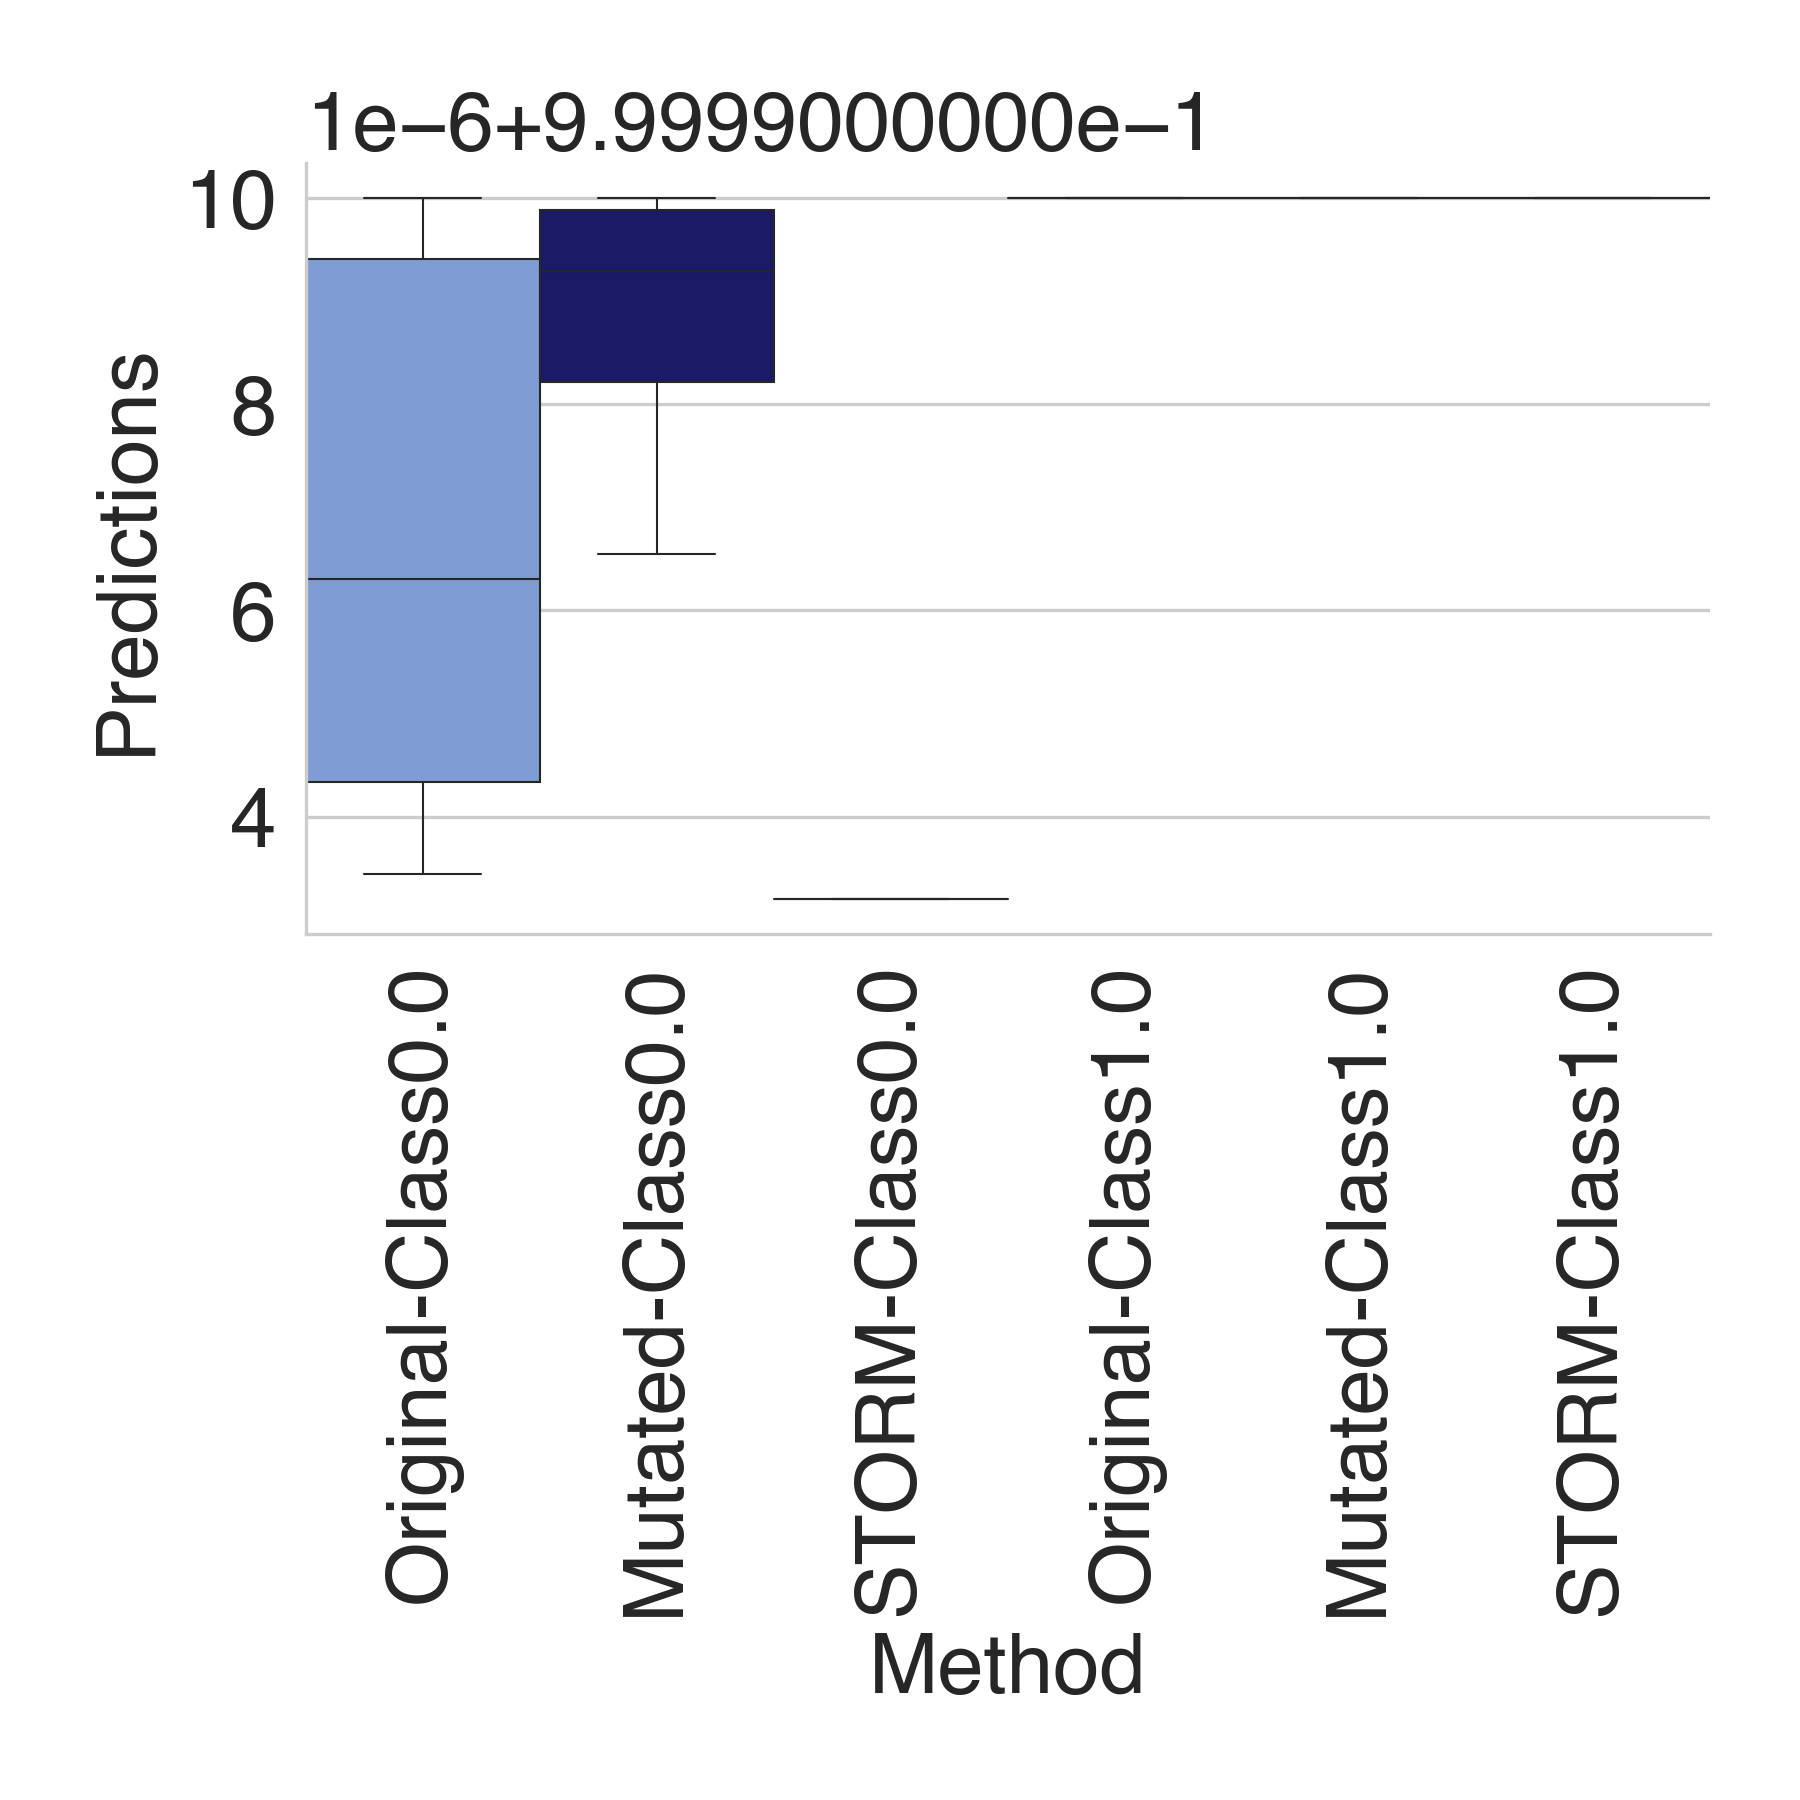 1e−6+9.9999000000e−1
10
8
6
4
Predictions
Original-Class0.0
Mutated-Class0.0
STORM-Class0.0
Original-Class1.0
Mutated-Class1.0
STORM-Class1.0
Method